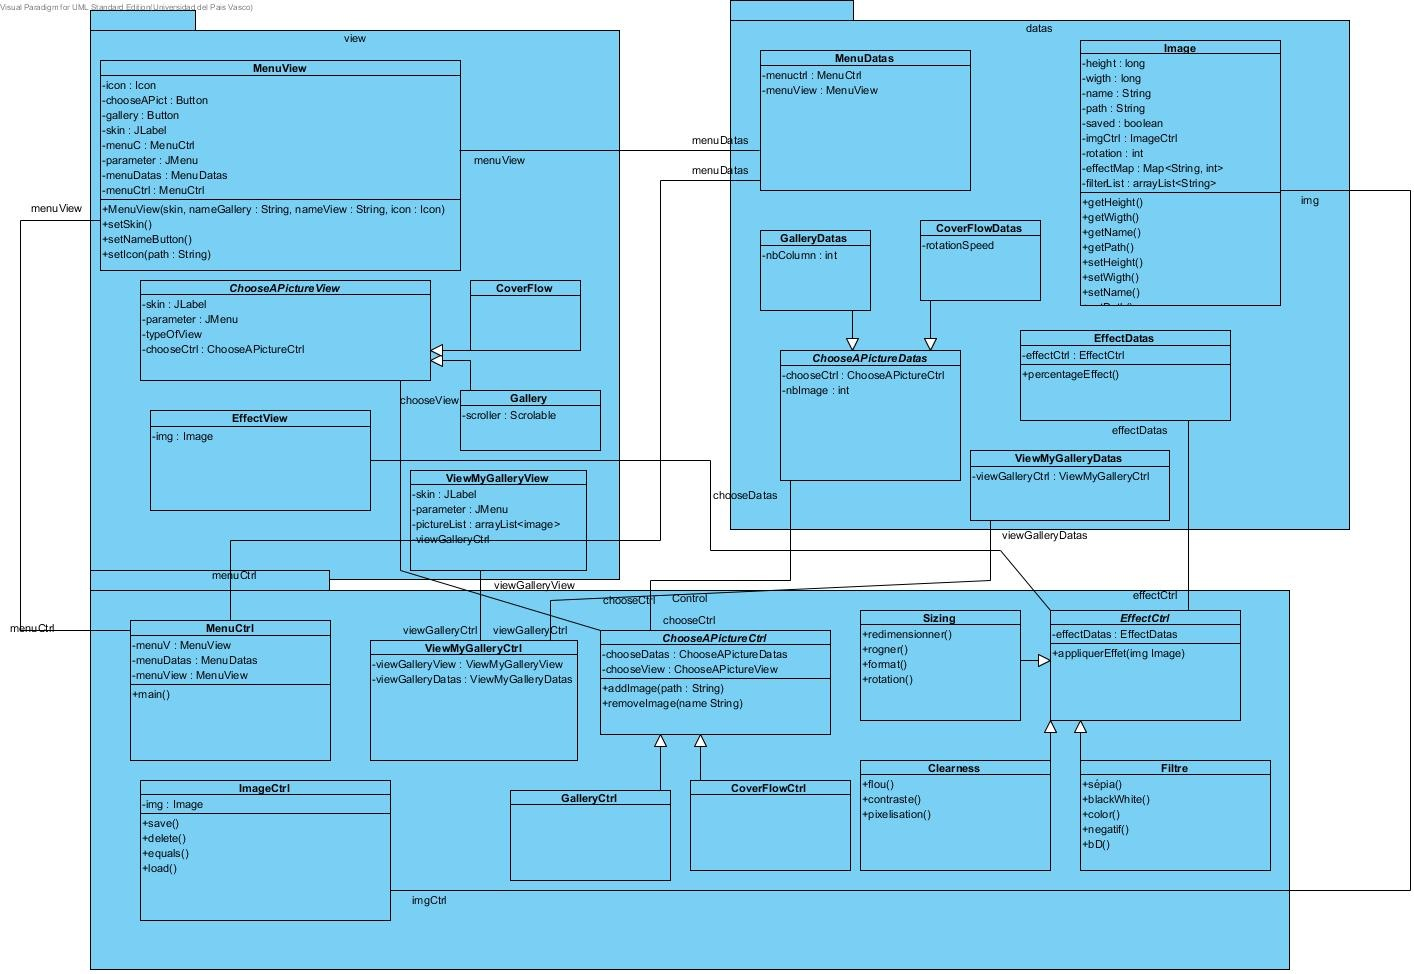 Visual Paradigm for UML Standard Edition(Universidad del Pais Vasco)
view
MenuView
-icon : Icon
-chooseAPict : Button
-gallery : Button
-skin : JLabel
-menuC : MenuCtrl
-parameter : JMenu
-menuDatas : MenuDatas
-menuCtrl : MenuCtrl
+MenuView(skin, nameGallery : String, nameView : String, icon : Icon)
+setSkin()
+setNameButton()
+setIcon(path : String)
menuView
menuView
ChooseAPictureView
-skin : JLabel
-parameter : JMenu
-typeOfView
-chooseCtrl : ChooseAPictureCtrl
CoverFlow
Gallery
-scroller : Scrolable
chooseView
EffectView
-img : Image
ViewMyGalleryView
-skin : JLabel
-parameter : JMenu
-pictureList : arrayList<image>
-viewGalleryCtrl
datas
MenuDatas
-menuctrl : MenuCtrl
-menuView : MenuView
menuDatas
menuDatas
Image
-height : long
-wigth : long
-name : String
-path : String
-saved : boolean
-imgCtrl : ImageCtrl
-rotation : int
-effectMap : Map<String, int>
-filterList : arrayList<String>
+getHeight()
+getWigth()
+getName()
+getPath()
+setHeight()
+setWigth()
+setName()
img
GalleryDatas
-nbColumn : int
CoverFlowDatas
-rotationSpeed
ChooseAPictureDatas
-chooseCtrl : ChooseAPictureCtrl
-nbImage : int
EffectDatas
-effectCtrl : EffectCtrl
+percentageEffect()
effectDatas
ViewMyGalleryDatas
-viewGalleryCtrl : ViewMyGalleryCtrl
chooseDatas
viewGalleryDatas
menuCtrl
viewGalleryView
chooseCtrl
Control
effectCtrl
menuCtrl
viewGalleryCtrl
viewGalleryCtrl
chooseCtrl
MenuCtrl
-menuV : MenuView
-menuDatas : MenuDatas
-menuView : MenuView
+main()
ViewMyGalleryCtrl
-viewGalleryView : ViewMyGalleryView
-viewGalleryDatas : ViewMyGalleryDatas
ChooseAPictureCtrl
-chooseDatas : ChooseAPictureDatas
-chooseView : ChooseAPictureView
+addImage(path : String)
+removeImage(name String)
Sizing
+redimensionner()
+rogner()
+format()
+rotation()
EffectCtrl
-effectDatas : EffectDatas
+appliquerEffet(img Image)
ImageCtrl
-img : Image
+save()
+delete()
+equals()
+load()
GalleryCtrl
CoverFlowCtrl
Clearness
+flou()
+contraste()
+pixelisation()
Filtre
+sépia()
+blackWhite()
+color()
+negatif()
+bD()
imgCtrl